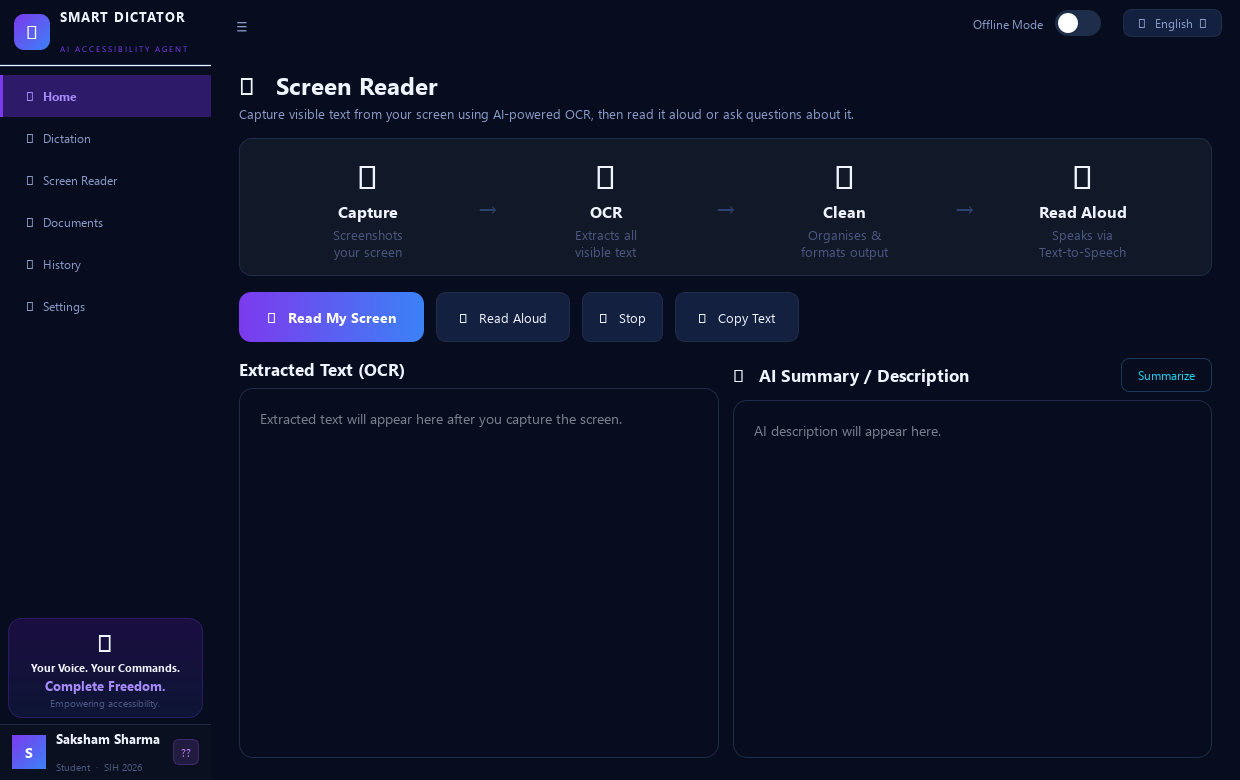 SMART DICTATOR
AI ACCESSIBILITY AGENT
Home
Dictation
Screen Reader
Documents
History
Settings
Your Voice. Your Commands.
Complete Freedom.
Empowering accessibility.
S
Saksham Sharma
Student · SIH 2026
??
☰
Offline Mode
English
Screen Reader
Capture visible text from your screen using AI-powered OCR, then read it aloud or ask questions about it.
Capture
Screenshots
your screen
→
OCR
Extracts all
visible text
→
Clean
Organises &
formats output
→
Read Aloud
Speaks via
Text-to-Speech
Read My Screen
Read Aloud
Stop
Copy Text
Extracted Text (OCR)
Extracted text will appear here after you capture the screen.
AI Summary / Description
Summarize
AI description will appear here.